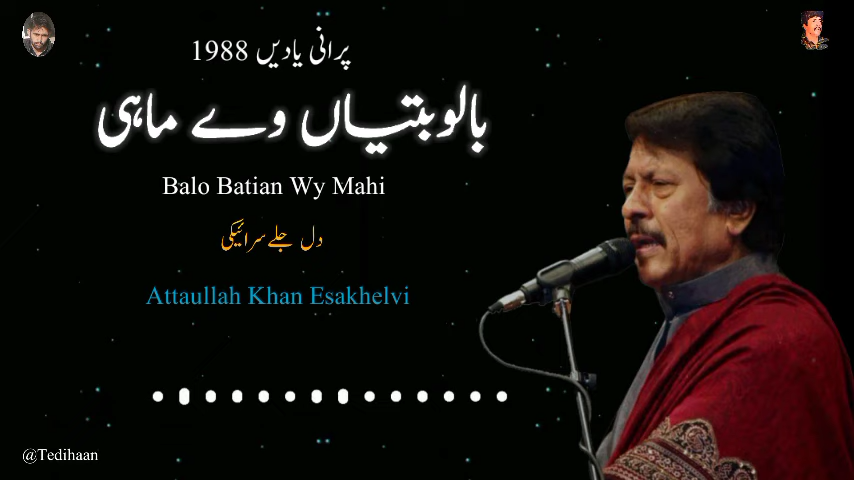 پرانی یادیں 1988
بالو بتیاں وے ماہی
Balo Batian Wy Mahi
دل جلے سرائیکی
Attaullah Khan Esakhelvi
@Tedihaan